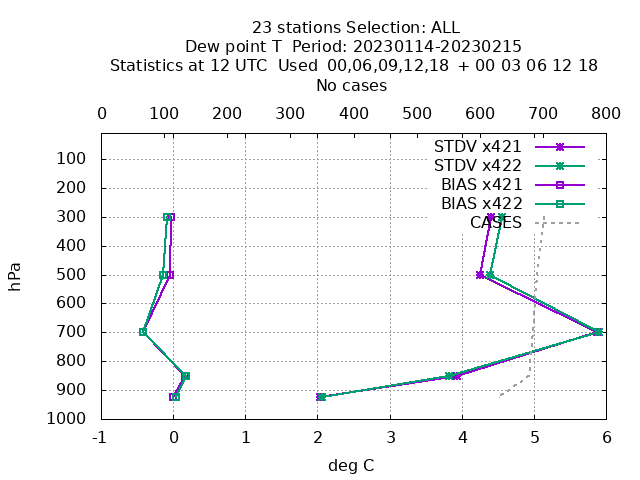 23 stations Selection: ALL
Dew point T  Period: 20230114-20230215
Statistics at 12 UTC  Used  00,06,09,12,18  + 00 03 06 12 18
No cases
0 100 200 300 400 500 600 700 800
STDV x421
STDV x422
BIAS x421
BIAS x422
CASES
100
200
300
400
500
600
700
800
900
1000
hPa
-1 0 1 2 3 4 5 6
deg C